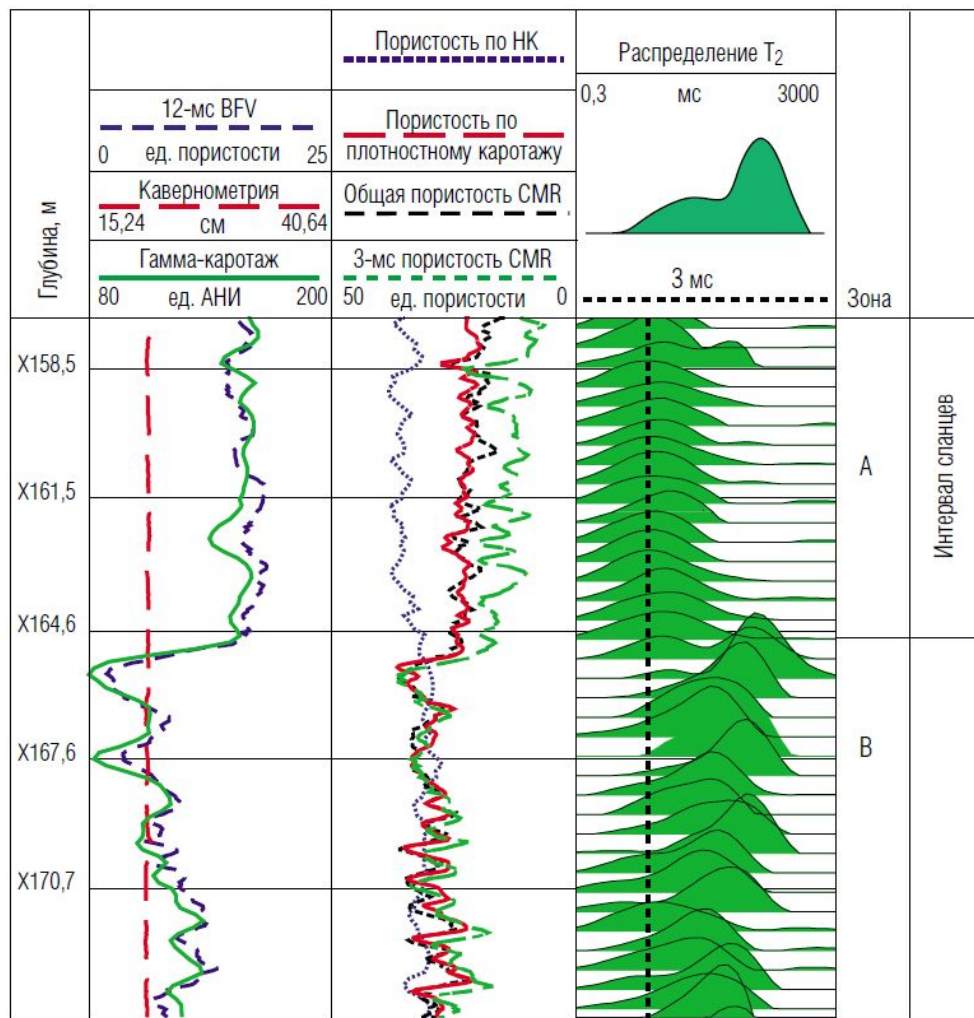 Глубина, м
12-мс BFV
0 ед. пористости 25
Кавернометрия
15,24 см 40,64
Гамма-каротаж
80 ед. АНИ 200
Пористость по НК
Пористость по
плотностному каротажу
Общая пористость CMR
3-мс пористость CMR
50 ед. пористости 0
Распределение T₂
0,3 мс 3000
3 мс
Зона
X158,5
X161,5
X164,6
X167,6
X170,7
A
B
Интервал сланцев